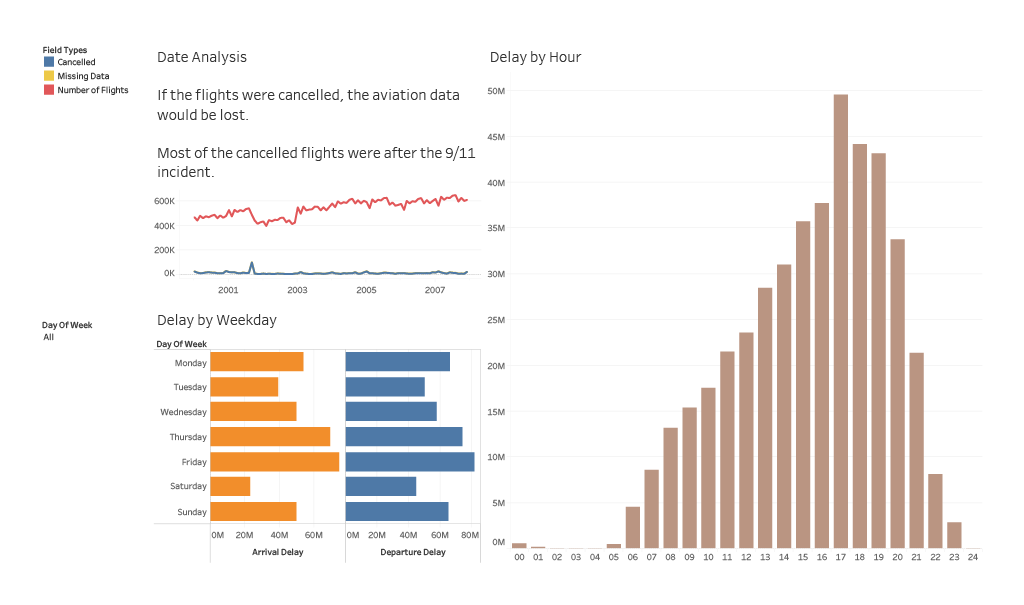 Field Types
Cancelled
Missing Data
Number of Flights
Date Analysis
If the flights were cancelled, the aviation data
would be lost.
Most of the cancelled flights were after the 9/11
incident.
600K
400K
200K
0K
2001 2003 2005 2007
Day Of Week
All
Delay by Weekday
Day Of Week
Monday
Tuesday
Wednesday
Thursday
Friday
Saturday
Sunday
0M 20M 40M 60M 0M 20M 40M 60M 80M
Arrival Delay Departure Delay
Delay by Hour
50M
45M
40M
35M
30M
25M
20M
15M
10M
5M
0M
00 01 02 03 04 05 06 07 08 09 10 11 12 13 14 15 16 17 18 19 20 21 22 23 24